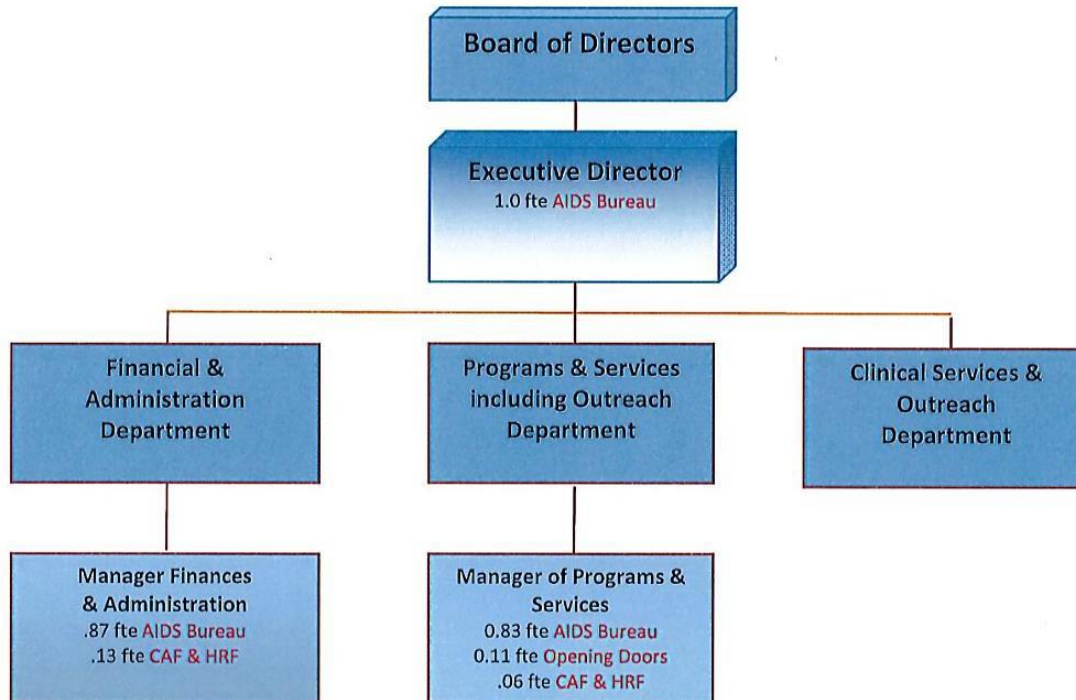 Board of Directors
Executive Director
1.0 fte AIDS Bureau
Financial &
Administration
Department
Programs & Services
including Outreach
Department
Clinical Services &
Outreach
Department
Manager Finances
& Administration
.87 fte AIDS Bureau
.13 fte CAF & HRF
Manager of Programs &
Services
0.83 fte AIDS Bureau
0.11 fte Opening Doors
.06 fte CAF & HRF